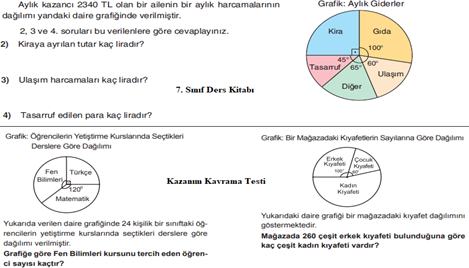 Aylık kazancı 2340 TL olan bir ailenin bir aylık harcamalarının
dağılımı yandaki daire grafiğinde verilmiştir.
2, 3 ve 4. soruları bu verilenlere göre cevaplayınız.
2) Kiraya ayrılan tutar kaç liradır?
3) Ulaşım harcamaları kaç liradır?
7. Sınıf Ders Kitabı
4) Tasarruf edilen para kaç liradır?
Grafik: Aylık Giderler
Kira
Gıda
100°
45°
60°
65°
Tasarruf
Ulaşım
Diğer
Grafik: Öğrencilerin Yetiştirme Kurslarında Seçtikleri
Derslere Göre Dağılımı
Fen
Bilimleri
Türkçe
120°
Matematik
Kazanım Kavrama Testi
Yukarıda verilen daire grafiğinde 24 kişilik bir sınıftaki öğ-
rencilerin yetiştirme kurslarında seçtikleri derslere göre
dağılımı verilmiştir.
Grafiğe göre Fen Bilimleri kursunu tercih eden öğren-
ci sayısı kaçtır?
Grafik: Bir Mağazadaki Kıyafetlerin Sayılarına Göre Dağılımı
Erkek
Kıyafeti
Çocuk
Kıyafeti
100°
Kadın
Kıyafeti
Yukarıdaki daire grafiği bir mağazadaki kıyafet dağılımını
göstermektedir.
Mağazada 260 çeşit erkek kıyafeti bulunduğuna göre
kaç çeşit kadın kıyafeti vardır?